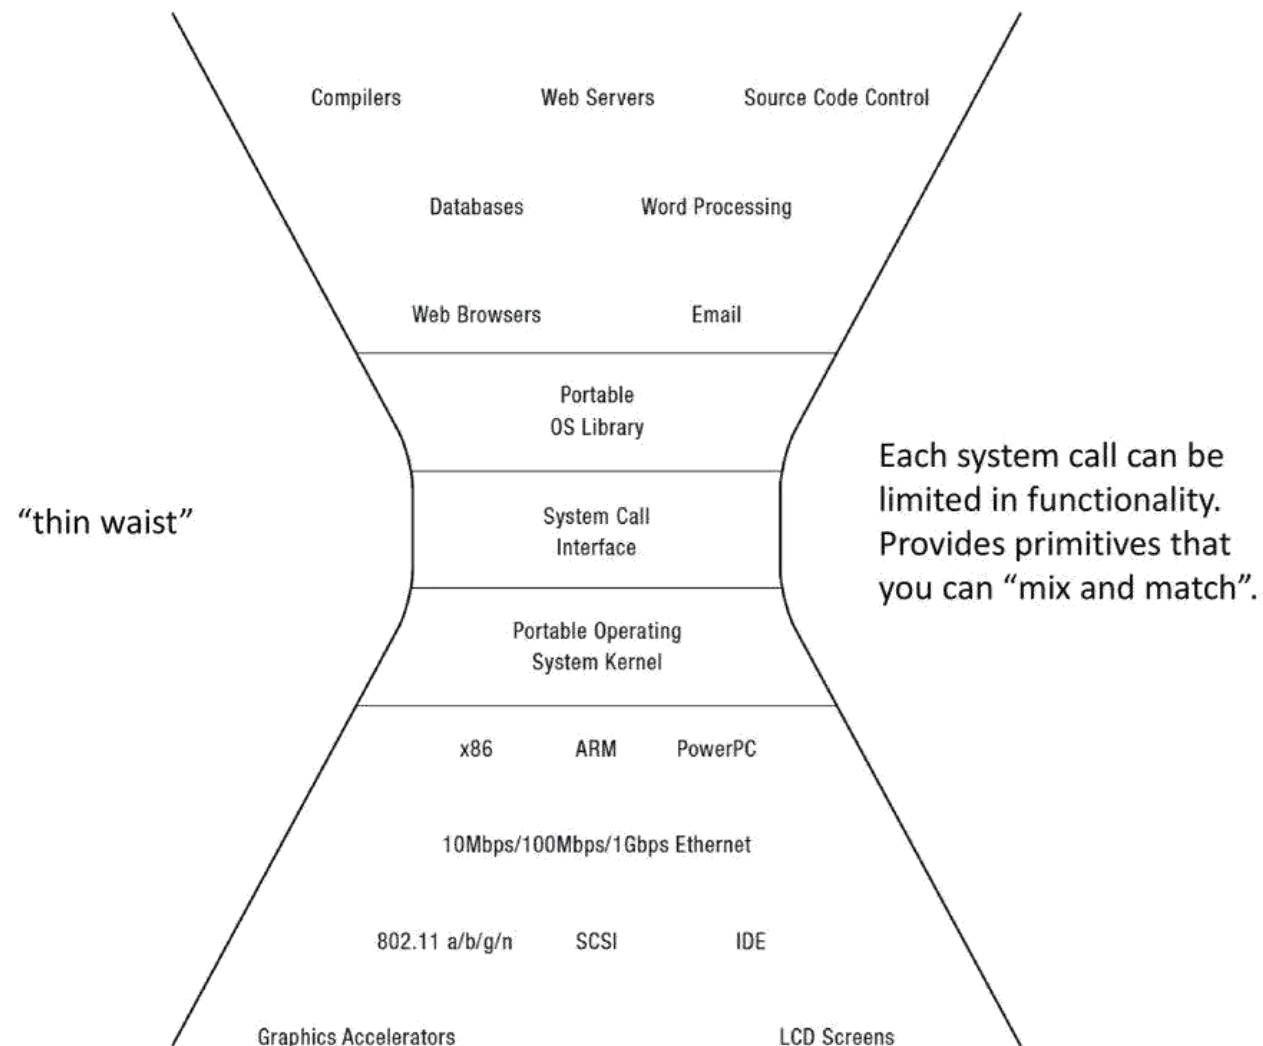 Compilers Web Servers Source Code Control
Databases Word Processing
Web Browsers Email
Portable
OS Library
"thin waist"
System Call
Interface
Each system call can be
limited in functionality.
Provides primitives that
you can “mix and match”.
Portable Operating
System Kernel
x86 ARM PowerPC
10Mbps/100Mbps/1Gbps Ethernet
802.11 a/b/g/n SCSI IDE
Graphics Accelerators LCD Screens